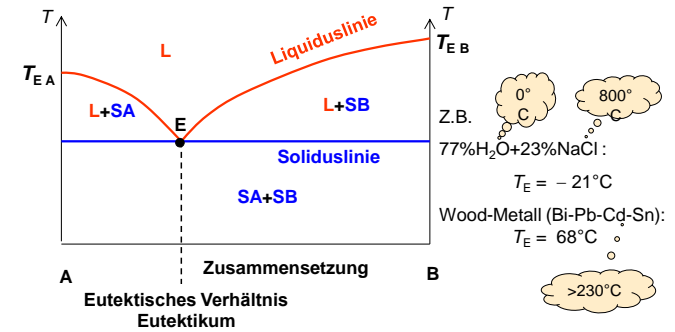 T
T
Liquiduslinie
L
T_E B
T_E A
0°
C
800°
C
L+SA
L+SB
Z.B.
E
77%H₂O+23%NaCl :
Soliduslinie
T_E = − 21°C
SA+SB
Wood-Metall (Bi-Pb-Cd-Sn):
T_E = 68°C
Zusammensetzung
A
B
>230°C
Eutektisches Verhältnis
Eutektikum